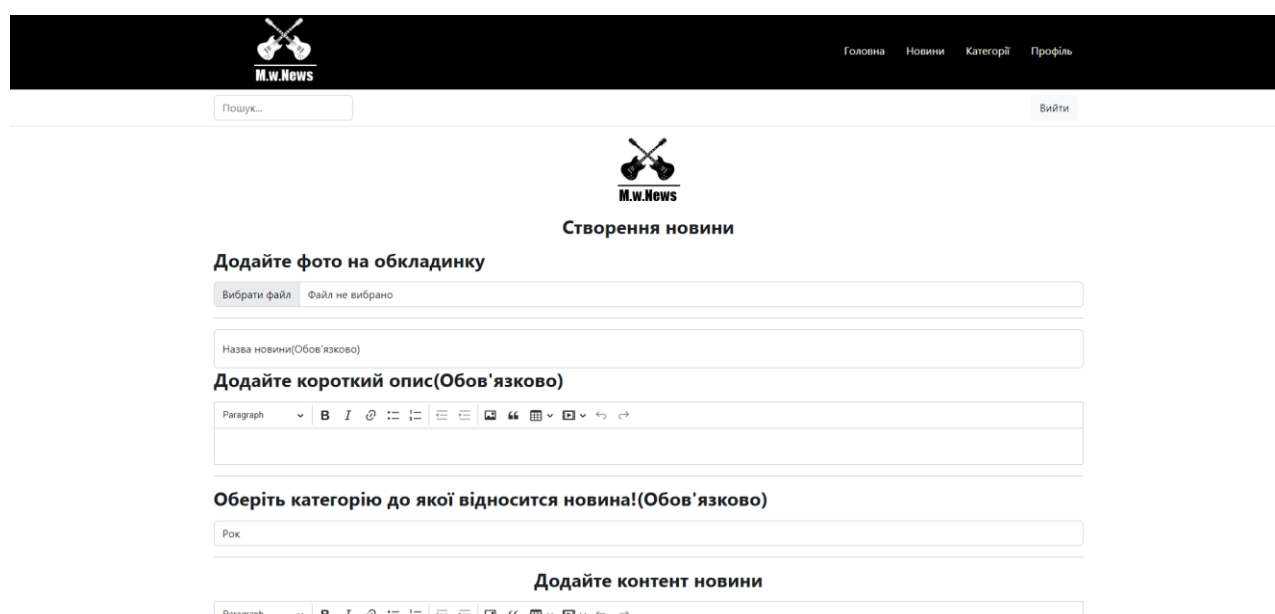 M.w.News
Головна Новини Категорії Профіль
Пошук...
Вийти
M.w.News
Створення новини
Додайте фото на обкладинку
Вибрати файл Файл не вибрано
Назва новини(Обов'язково)
Додайте короткий опис(Обов'язково)
Paragraph
Оберіть категорію до якої відносится новина!(Обов'язково)
Рок
Додайте контент новини
Paragraph